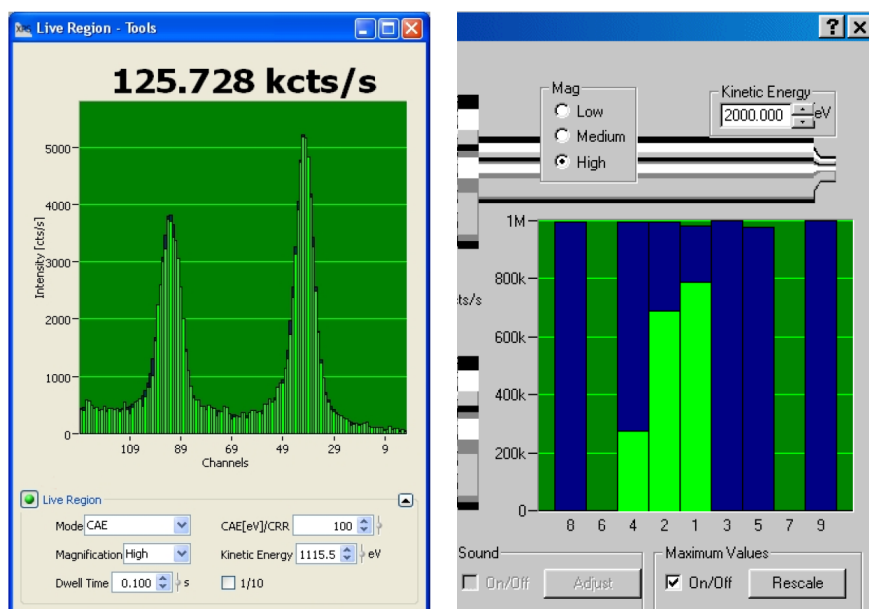 Live Region - Tools
125.728 kcts/s
Intensity [cts/s]
5000
4000
3000
2000
1000
0
109 89 69 49 29 9
Channels
Live Region
Mode CAE CAE[eV]/CRR 100
Magnification High Kinetic Energy 1115.5 eV
Dwell Time 0.100 s 1/10
?
Mag
Low
Medium
High
Kinetic Energy
2000.000 eV
cts/s
1M
800k
600k
400k
200k
0
8 6 4 2 1 3 5 7 9
Sound
On/Off Adjust
Maximum Values
On/Off Rescale